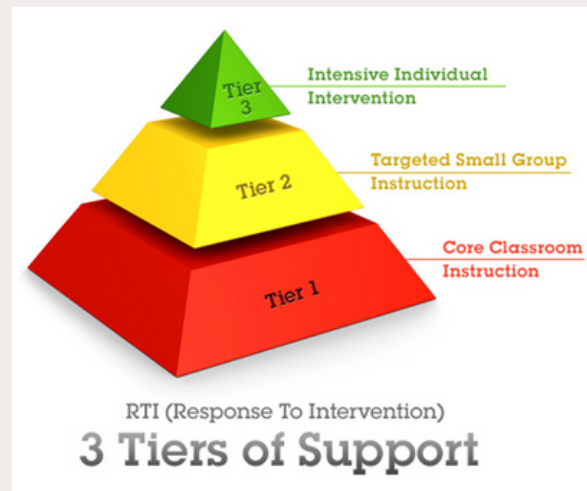 Tier
3
Intensive Individual
Intervention
Tier 2
Targeted Small Group
Instruction
Tier 1
Core Classroom
Instruction
RTI (Response To Intervention)
3 Tiers of Support